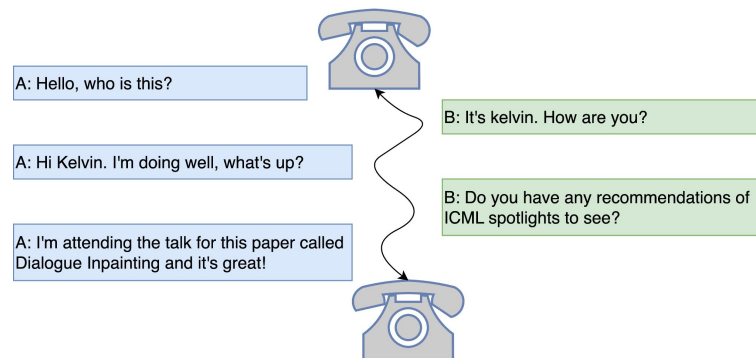 A: Hello, who is this?
B: It's kelvin. How are you?
A: Hi Kelvin. I'm doing well, what's up?
B: Do you have any recommendations of
ICML spotlights to see?
A: I'm attending the talk for this paper called
Dialogue Inpainting and it's great!